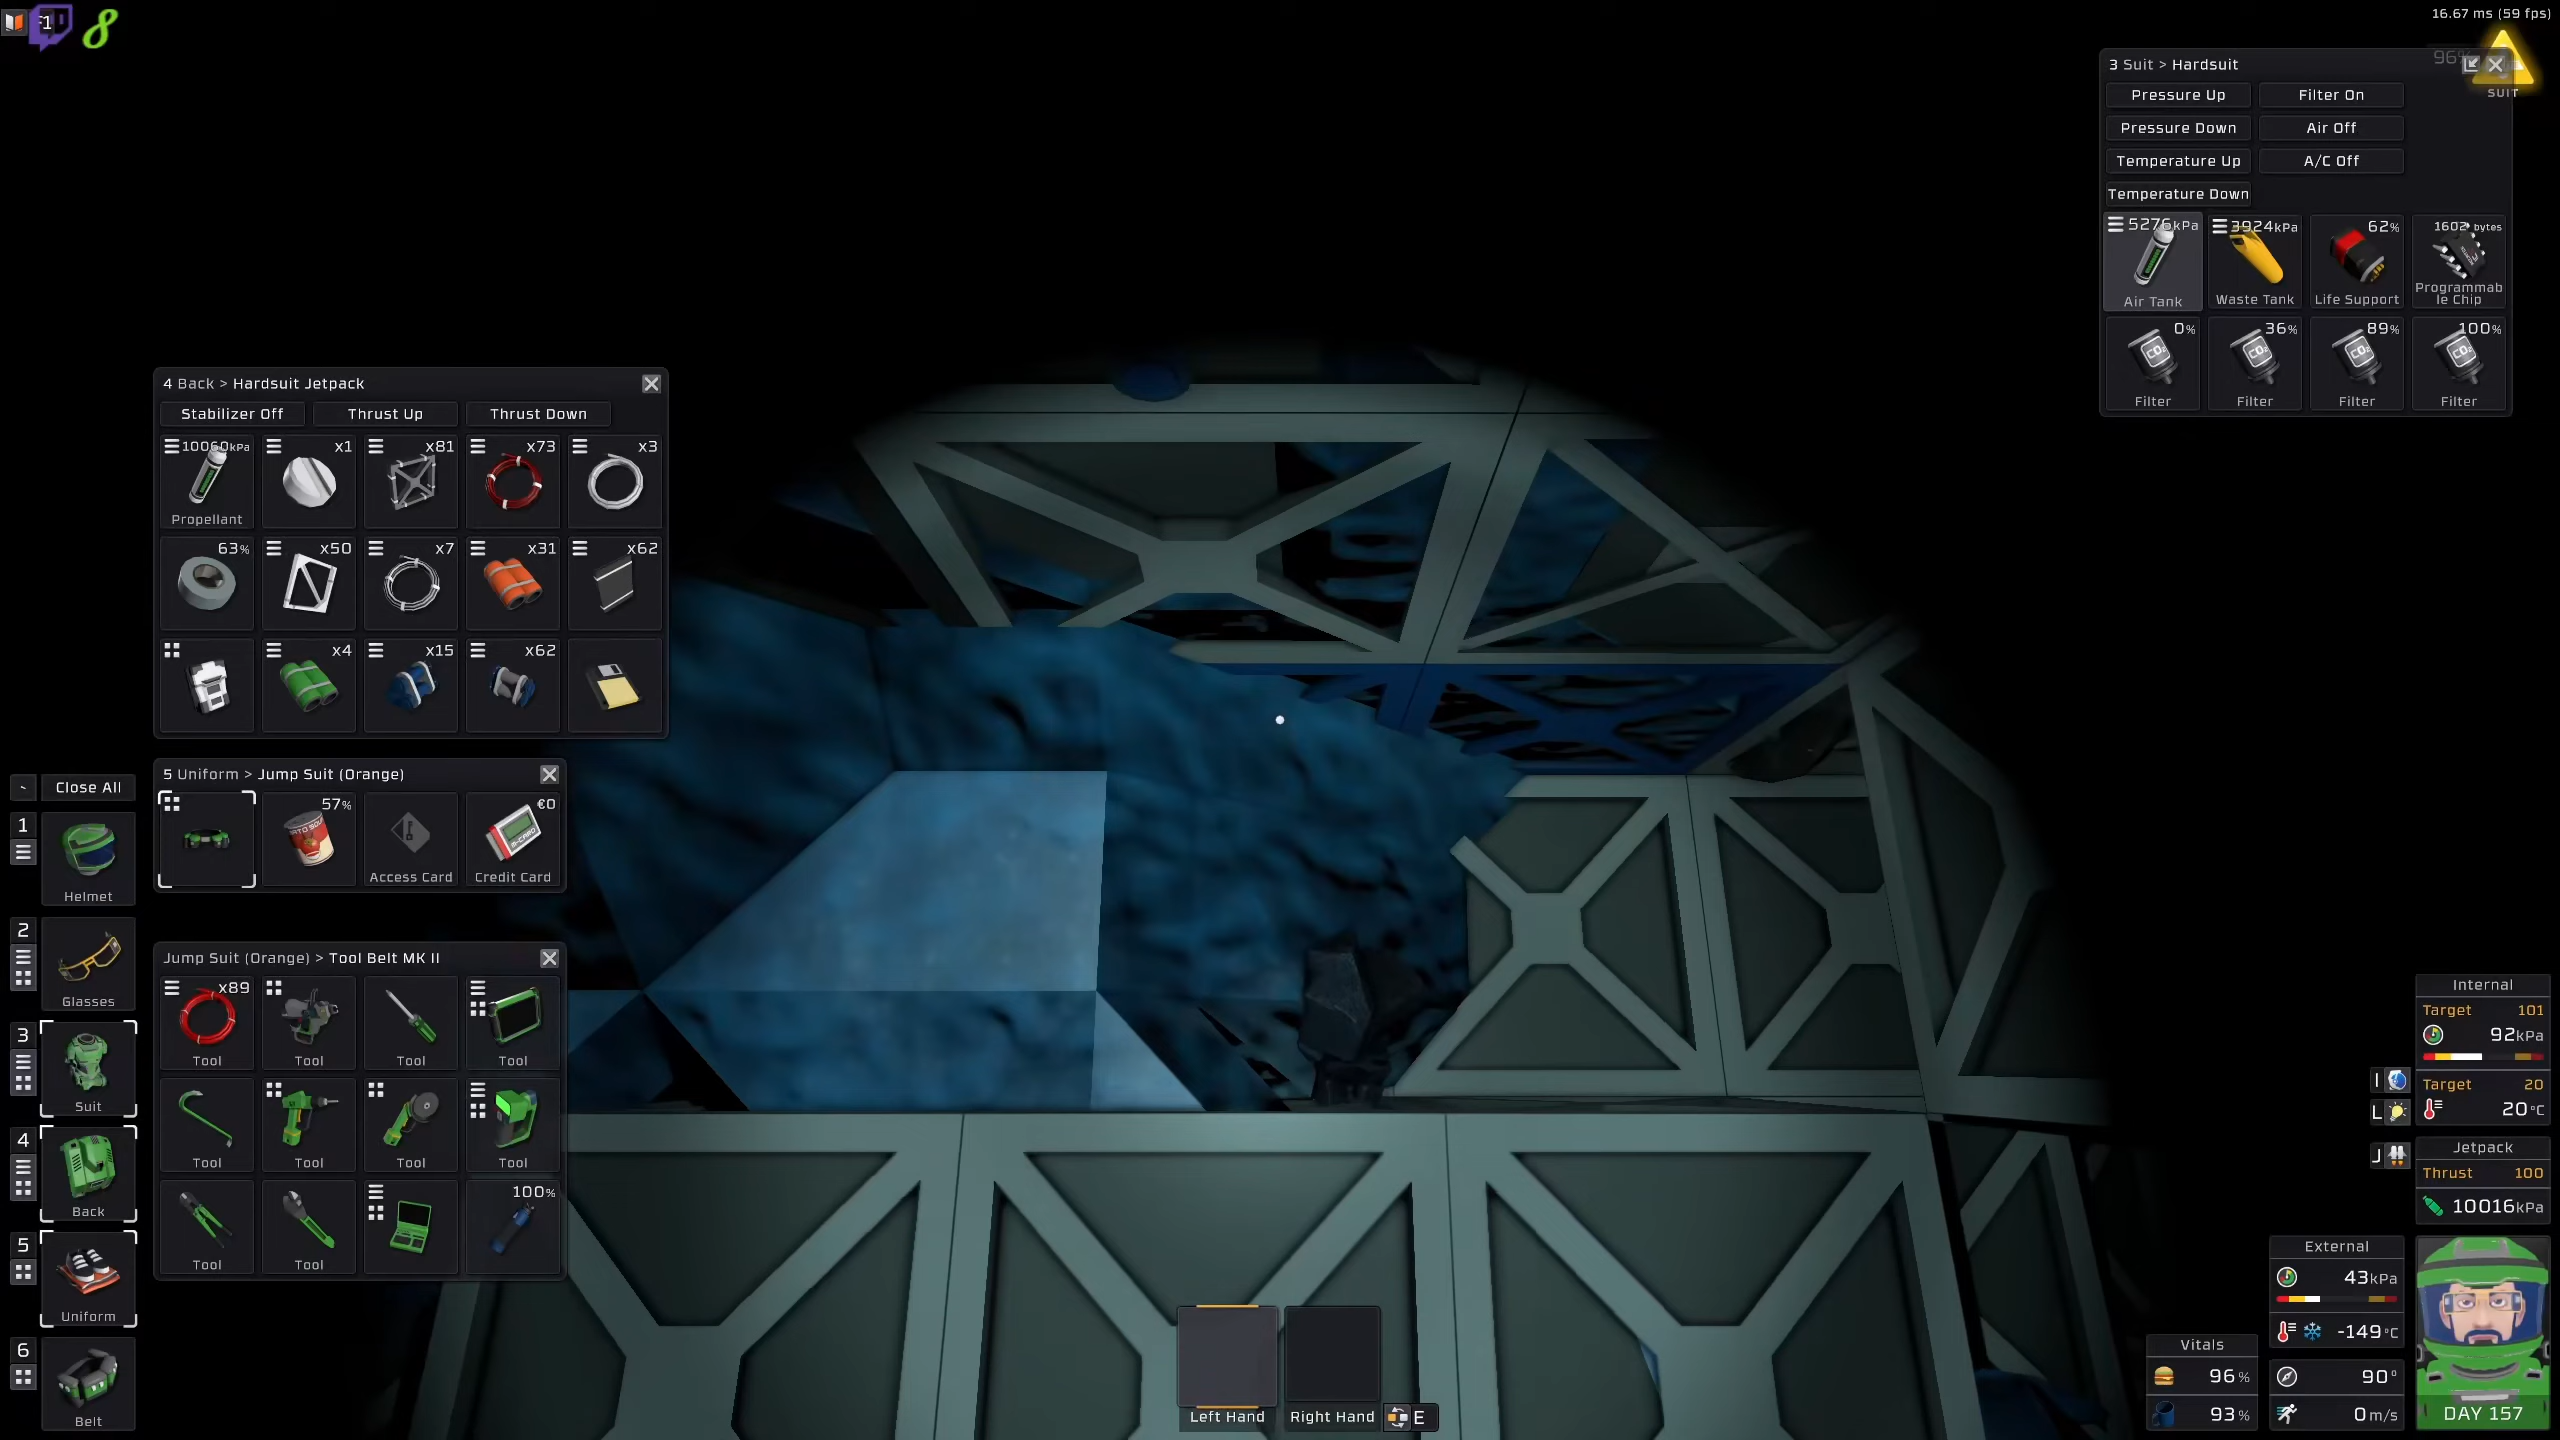 F1
16.67 ms (59 fps)
96%
SUIT
3 Suit > Hardsuit
Pressure Up
Filter On
Pressure Down
Air Off
Temperature Up
A/C Off
Temperature Down
5276kPa
Air Tank
3924kPa
Waste Tank
62%
Life Support
1602 bytes
Programmab
le Chip
0%
Filter
36%
Filter
89%
Filter
100%
Filter
4 Back > Hardsuit Jetpack
Stabilizer Off
Thrust Up
Thrust Down
10060kPa
Propellant
x1
x81
x73
x3
63%
x50
x7
x31
x62
x4
x15
x62
5 Uniform > Jump Suit (Orange)
57%
Access Card
€0
Credit Card
Jump Suit (Orange) > Tool Belt MK II
x89
Tool
Tool
Tool
Tool
Tool
Tool
Tool
Tool
Tool
Tool
100%
~
Close All
1
Helmet
2
Glasses
3
Suit
4
Back
5
Uniform
6
Belt
Left Hand
Right Hand
E
Internal
Target 101
92kPa
Target 20
20°C
I
L
J
Jetpack
Thrust 100
10016kPa
External
43kPa
-149°C
90°
0m/s
Vitals
96%
93%
DAY 157